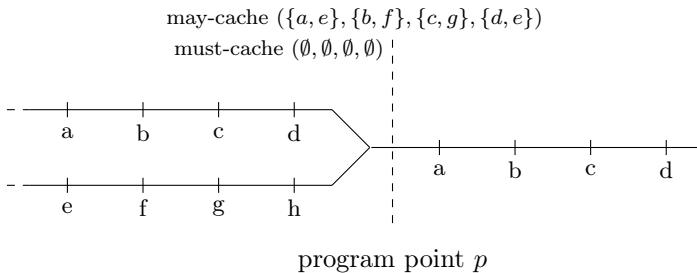 may-cache ({a, e}, {b, f}, {c, g}, {d, e})
must-cache (∅, ∅, ∅, ∅)
a b c d
a b c d
e f g h
program point p